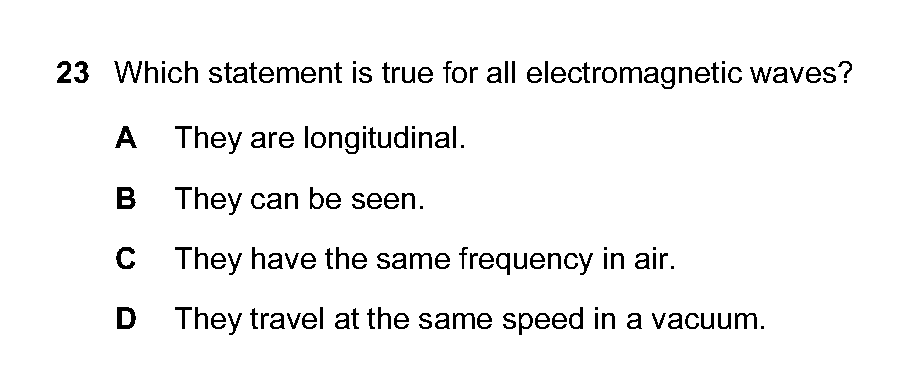 23 Which statement is true for all electromagnetic waves?
A They are longitudinal.
B They can be seen.
C They have the same frequency in air.
D They travel at the same speed in a vacuum.